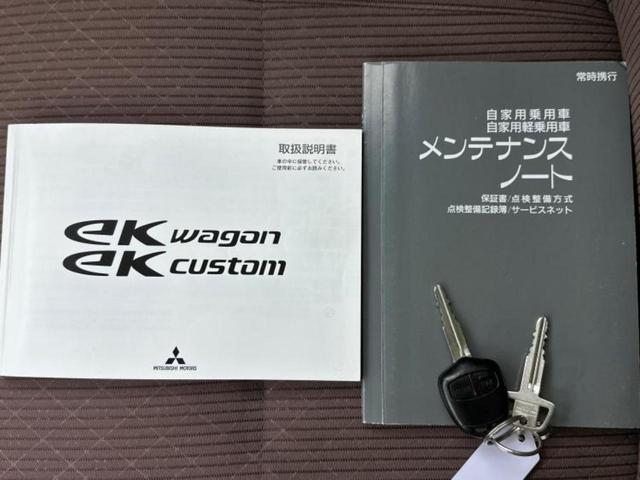 取扱説明書
車の中に保管してください。
ご使用前に必ずお読みください。
eK wagon
eK custom
MITSUBISHI MOTORS
常時携行
自家用乗用車
自家用軽乗用車
メンテナンス
ノート
保証書/点検整備方式
点検整備記録簿/サービスネット